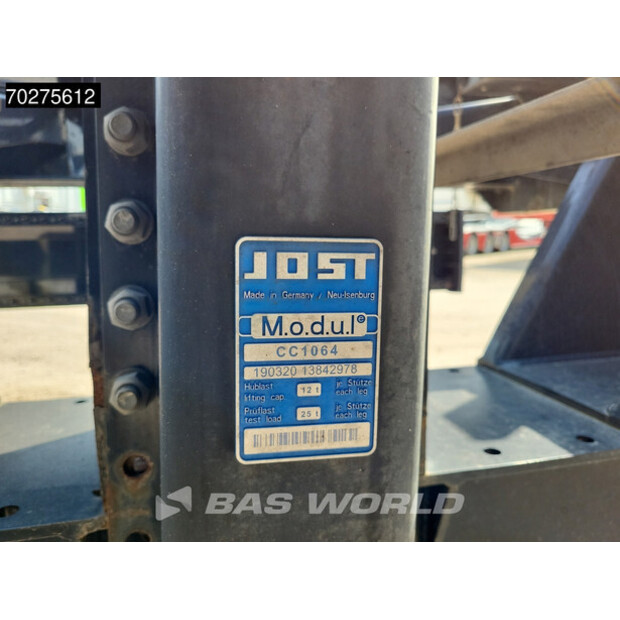 70275612
JOST
Made in Germany / Neu-Isenburg
M.o.d.u.l©
CC1064
190320 13842978
Hublast 12 t je Stütze
lifting cap. each leg
Prüflast 25 t je Stütze
test load each leg
BAS WORLD